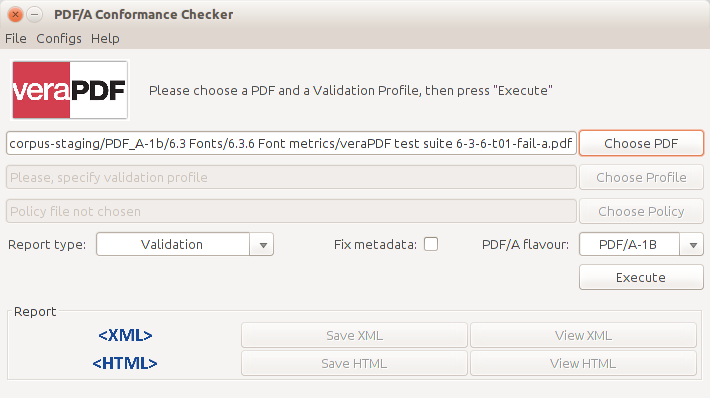 PDF/A Conformance Checker
File Configs Help
veraPDF
Please choose a PDF and a Validation Profile, then press "Execute"
corpus-staging/PDF_A-1b/6.3 Fonts/6.3.6 Font metrics/veraPDF test suite 6-3-6-t01-fail-a.pdf Choose PDF
Please, specify validation profile Choose Profile
Policy file not chosen Choose Policy
Report type: Validation Fix metadata: PDF/A flavour: PDF/A-1B
Execute
Report
<XML> Save XML View XML
<HTML> Save HTML View HTML